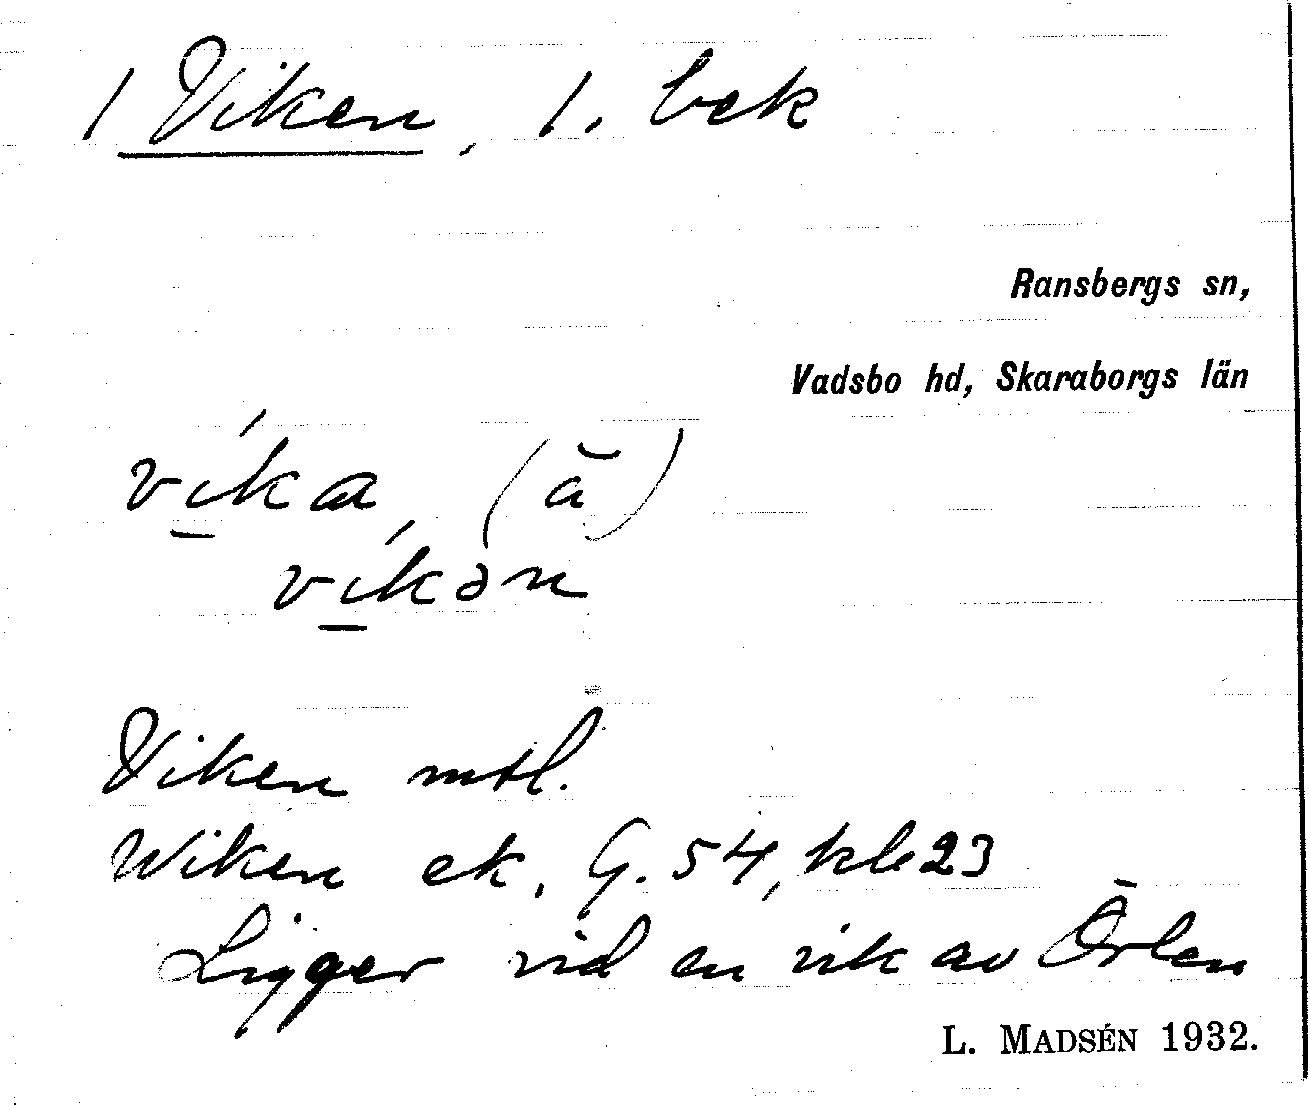 1 Viken, 1. bek
Ransbergs sn,
Vadsbo hd, Skaraborgs län
víka, (ă)
víkən
Viken mtl.
Wiken ek. G. 54, kbl 23
Ligger vid en vik av Örlen
L. MADSÉN 1932.